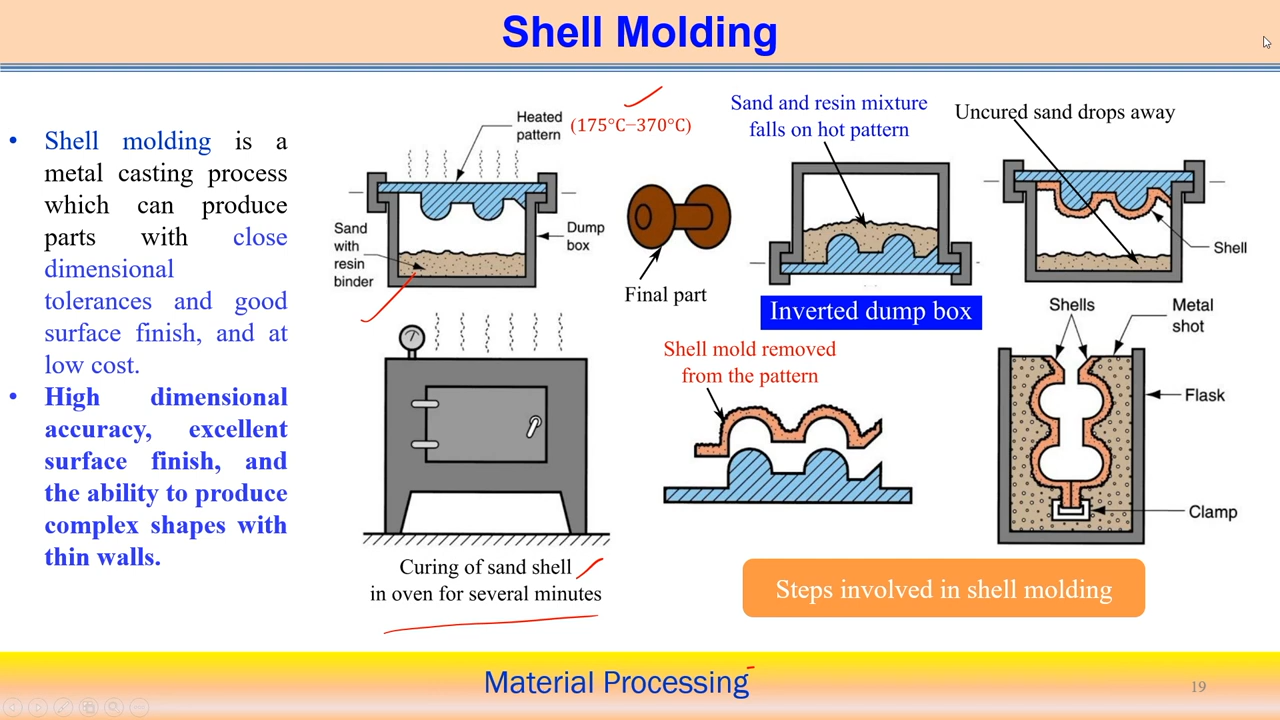 Shell Molding
• Shell molding is a
metal casting process
which can produce
parts with close
dimensional
tolerances and good
surface finish, and at
low cost.
• High dimensional
accuracy, excellent
surface finish, and
the ability to produce
complex shapes with
thin walls.
Heated
pattern
(175°C−370°C)
Sand
with
resin
binder
Dump
box
Final part
Sand and resin mixture
falls on hot pattern
Inverted dump box
Uncured sand drops away
Shell
Curing of sand shell
in oven for several minutes
Shell mold removed
from the pattern
Shells
Metal
shot
Flask
Clamp
Steps involved in shell molding
Material Processing
19